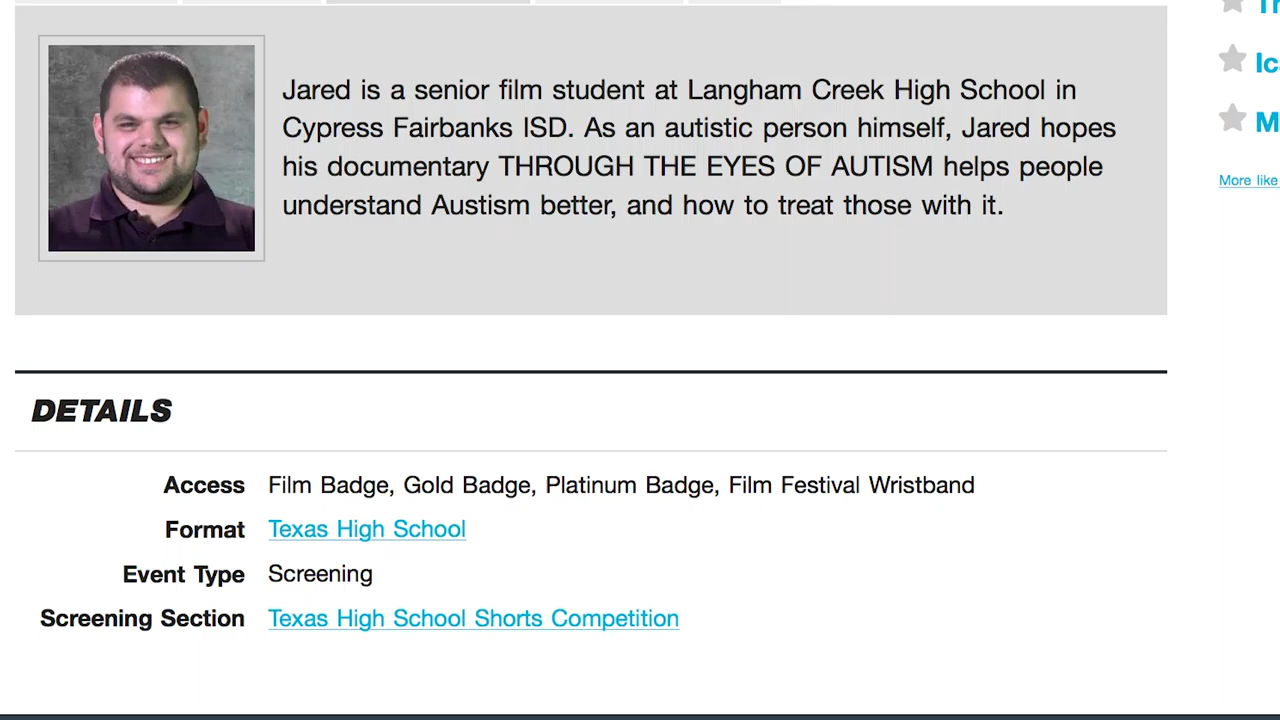 Jared is a senior film student at Langham Creek High School in
Cypress Fairbanks ISD. As an autistic person himself, Jared hopes
his documentary THROUGH THE EYES OF AUTISM helps people
understand Austism better, and how to treat those with it.
More like
DETAILS
Access Film Badge, Gold Badge, Platinum Badge, Film Festival Wristband
Format Texas High School
Event Type Screening
Screening Section Texas High School Shorts Competition